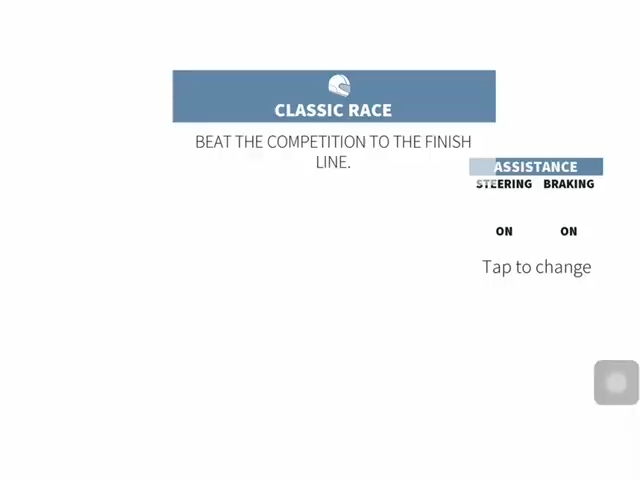 CLASSIC RACE
BEAT THE COMPETITION TO THE FINISH
LINE.
ASSISTANCE
STEERING BRAKING
ON ON
Tap to change